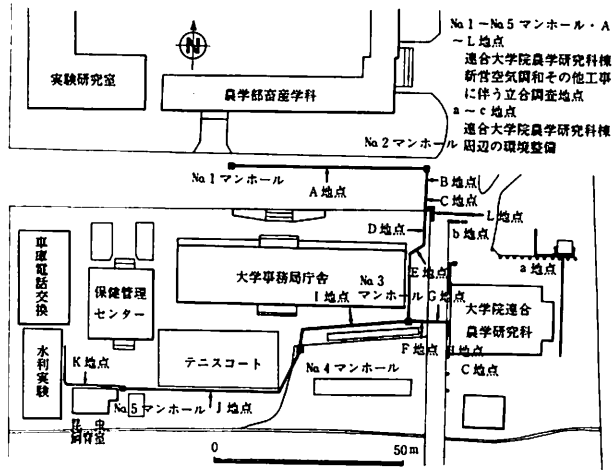 No.1～No.5 マンホール・A
～L 地点
連合大学院農学研究科棟
新営空気調和その他工事
に伴う立合調査地点
a～c 地点
連合大学院農学研究科棟
周辺の環境整備
N
実験研究室
農学部畜産学科
No.2 マンホール
No.1 マンホール
A 地点
B 地点
C 地点
L 地点
D 地点
b 地点
E 地点
a 地点
車庫電話交換
保健管理
センター
大学事務局庁舎
No.3
マンホール
I 地点
G 地点
大学院連合
農学研究科
F 地点
H 地点
C 地点
水利実験
テニスコート
K 地点
No.4 マンホール
No.5 マンホール
J 地点
昆虫
飼育室
0
50m